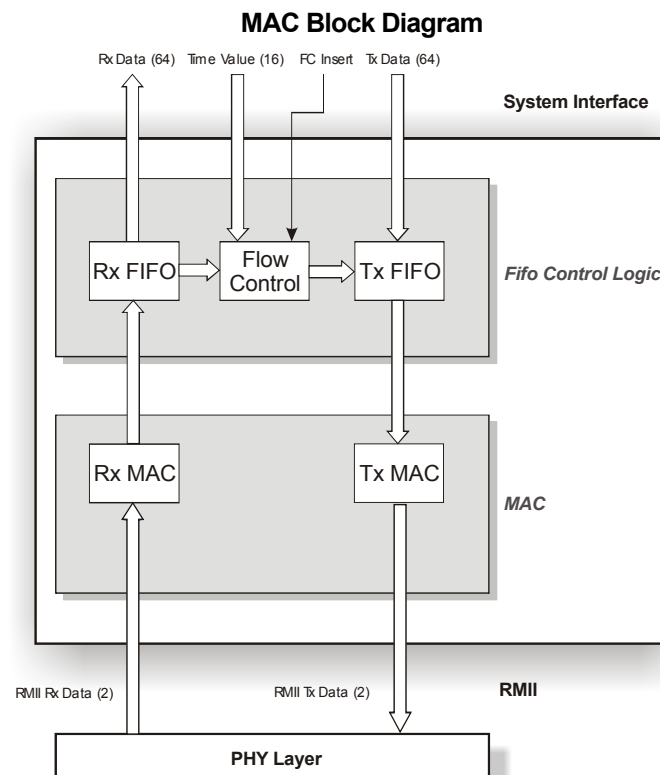 MAC Block Diagram
Rx Data (64)
Time Value (16)
FC Insert
Tx Data (64)
System Interface
Rx FIFO
Flow
Control
Tx FIFO
Fifo Control Logic
Rx MAC
Tx MAC
MAC
RMII Rx Data (2)
RMII Tx Data (2)
RMII
PHY Layer